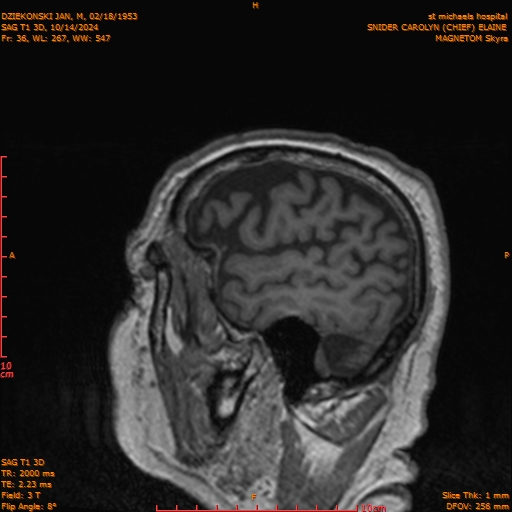 H
DZIEKONSKI JAN, M, 02/18/1953
SAG T1 3D, 10/14/2024
Fr: 36, WL: 267, WW: 547
st michaels hospital
SNIDER CAROLYN (CHIEF) ELAINE
MAGNETOM Skyra
A
P
10
cm
SAG T1 3D
TR: 2000 ms
TE: 2.23 ms
Field: 3 T
Flip Angle: 8°
F
10cm
Slice Thk: 1 mm
DFOV: 256 mm